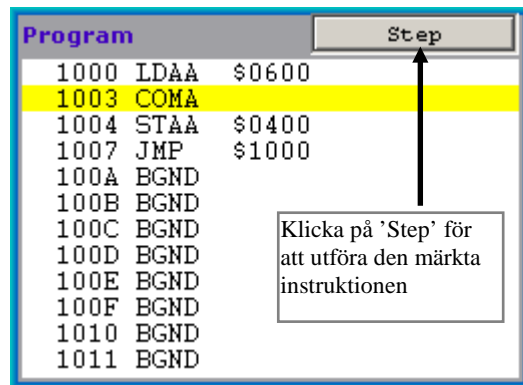 Program Step
1000 LDAA $0600
1003 COMA
1004 STAA $0400
1007 JMP $1000
100A BGND
100B BGND
100C BGND
100D BGND
100E BGND
100F BGND
1010 BGND
1011 BGND
Klicka på ’Step’ för
att utföra den märkta
instruktionen